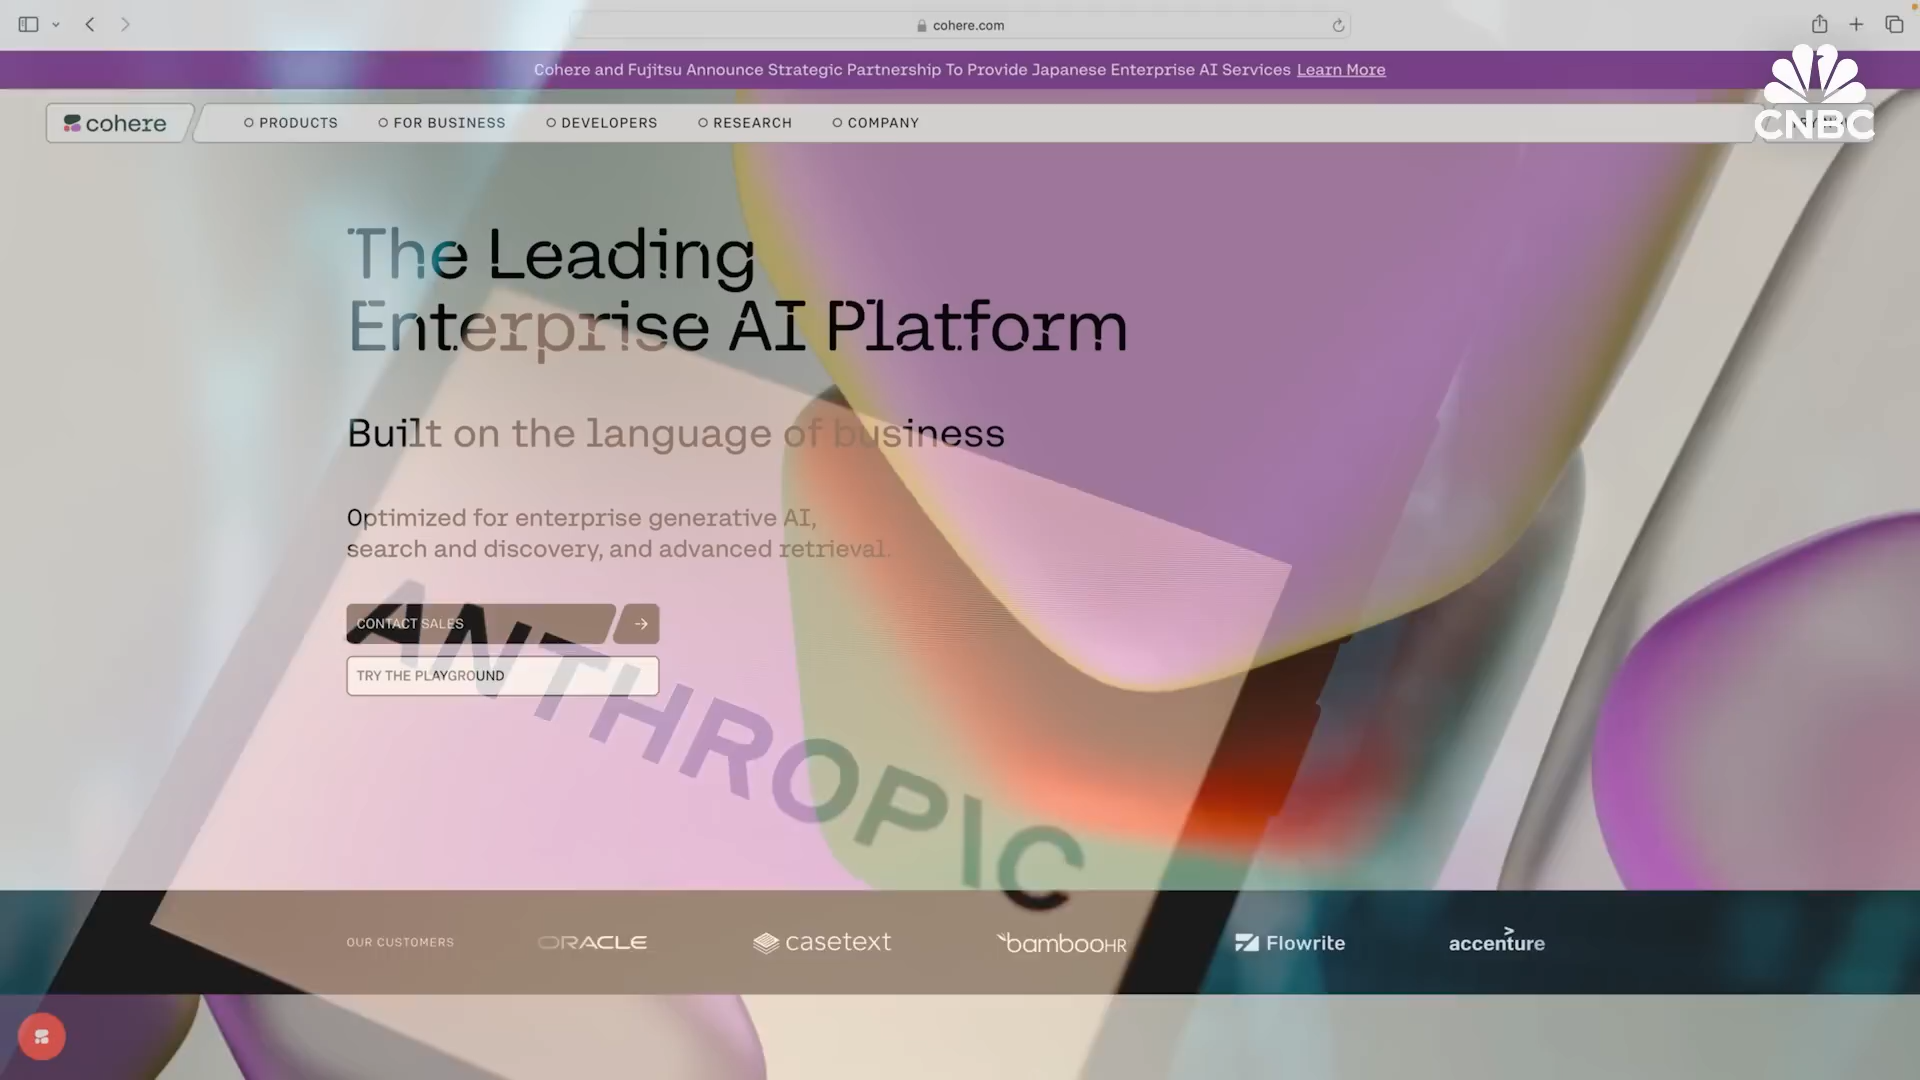 cohere.com
Cohere and Fujitsu Announce Strategic Partnership To Provide Japanese Enterprise AI Services Learn More
cohere
PRODUCTS
FOR BUSINESS
DEVELOPERS
RESEARCH
COMPANY
CNBC
The Leading
Enterprise AI Platform
Built on the language of business
Optimized for enterprise generative AI,
search and discovery, and advanced retrieval.
CONTACT SALES
TRY THE PLAYGROUND
ANTHROPIC
OUR CUSTOMERS
ORACLE
casetext
bambooHR
Flowrite
accenture